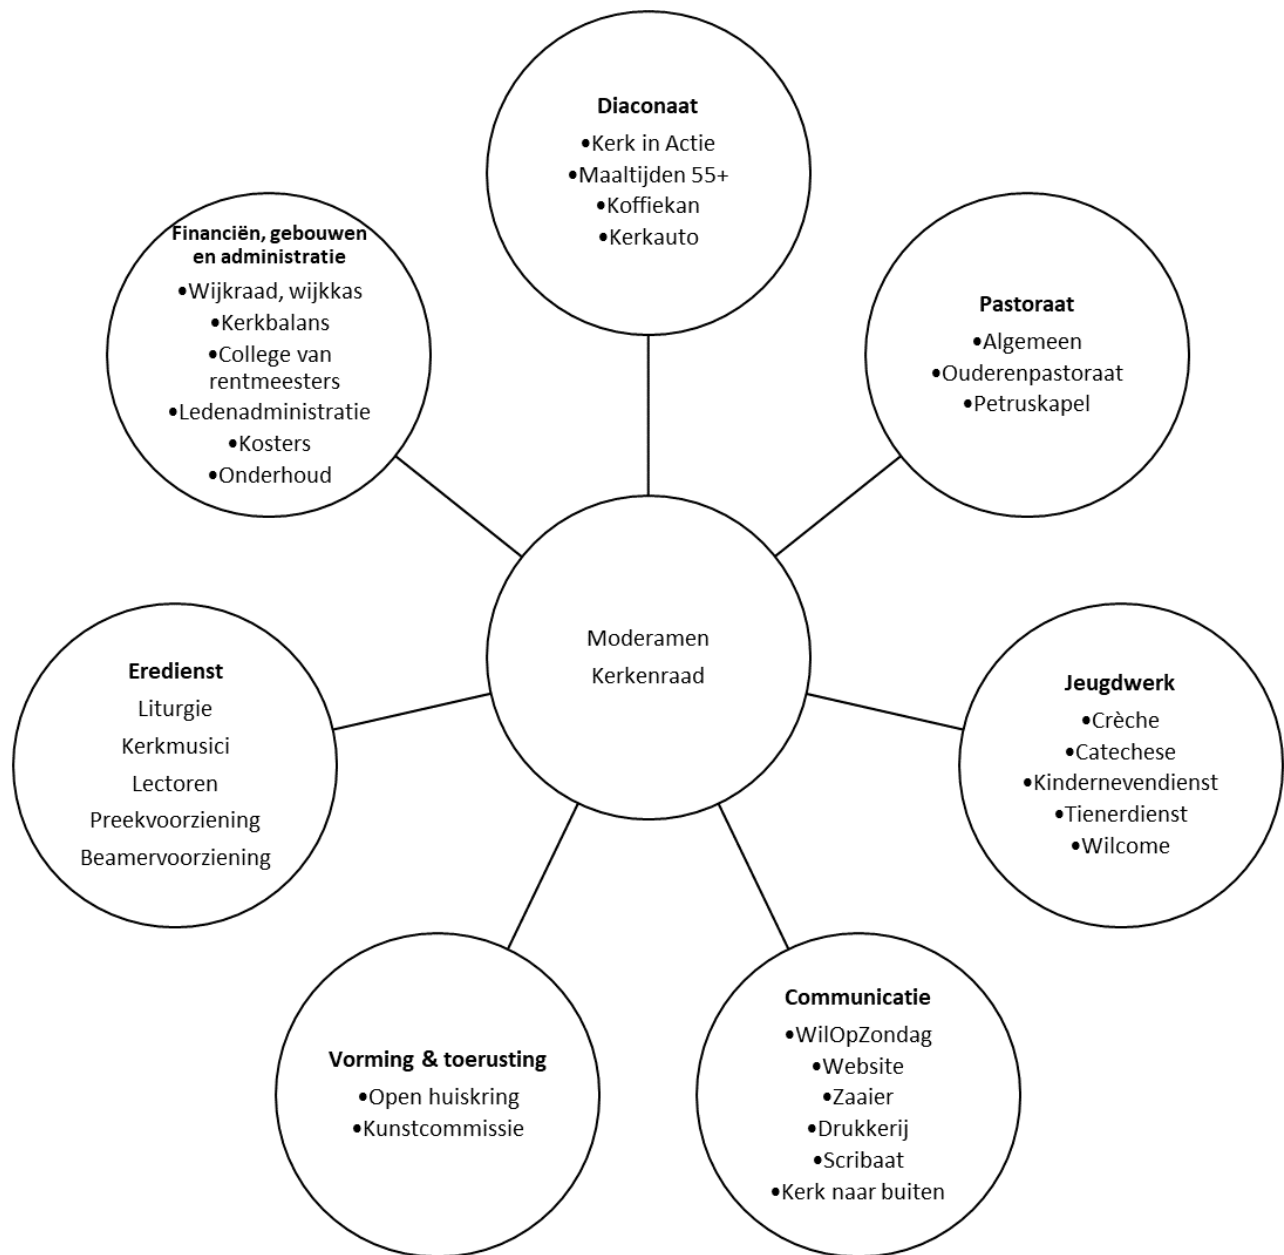 Diaconaat
•Kerk in Actie
•Maaltijden 55+
•Koffiekan
•Kerkauto
Financiën, gebouwen
en administratie
•Wijkraad, wijkkas
•Kerkbalans
•College van
rentmeesters
•Ledenadministratie
•Kosters
•Onderhoud
Pastoraat
•Algemeen
•Ouderenpastoraat
•Petruskapel
Moderamen
Kerkenraad
Eredienst
Liturgie
Kerkmusici
Lectoren
Preekvoorziening
Beamervoorziening
Jeugdwerk
•Crèche
•Catechese
•Kindernevendienst
•Tienerdienst
•Wilcome
Vorming & toerusting
•Open huiskring
•Kunstcommissie
Communicatie
•WilOpZondag
•Website
•Zaaier
•Drukkerij
•Scribaat
•Kerk naar buiten